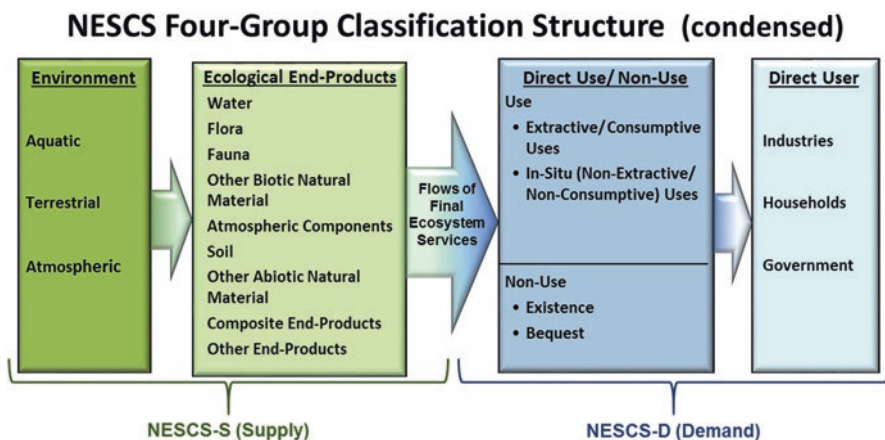 NESCS Four-Group Classification Structure (condensed)
Environment
Aquatic
Terrestrial
Atmospheric
Ecological End-Products
Water
Flora
Fauna
Other Biotic Natural
Material
Atmospheric Components
Soil
Other Abiotic Natural
Material
Composite End-Products
Other End-Products
Flows of
Final
Ecosystem
Services
Direct Use/ Non-Use
Use
• Extractive/Consumptive
Uses
• In-Situ (Non-Extractive/
Non-Consumptive) Uses
Non-Use
• Existence
• Bequest
Direct User
Industries
Households
Government
NESCS-S (Supply)
NESCS-D (Demand)